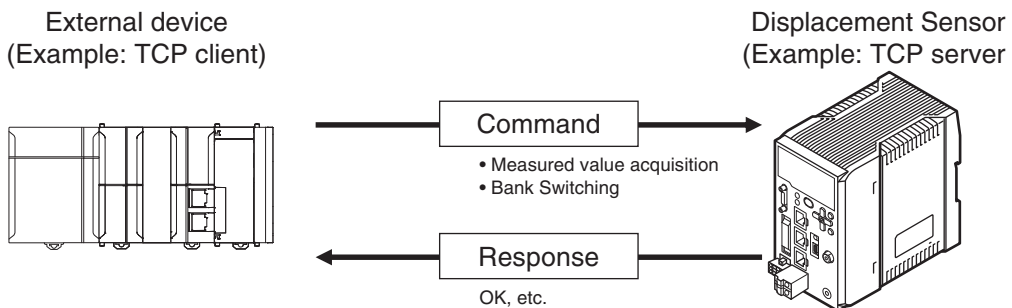 External device
(Example: TCP client)
Displacement Sensor
(Example: TCP server
Command
• Measured value acquisition
• Bank Switching
Response
OK, etc.